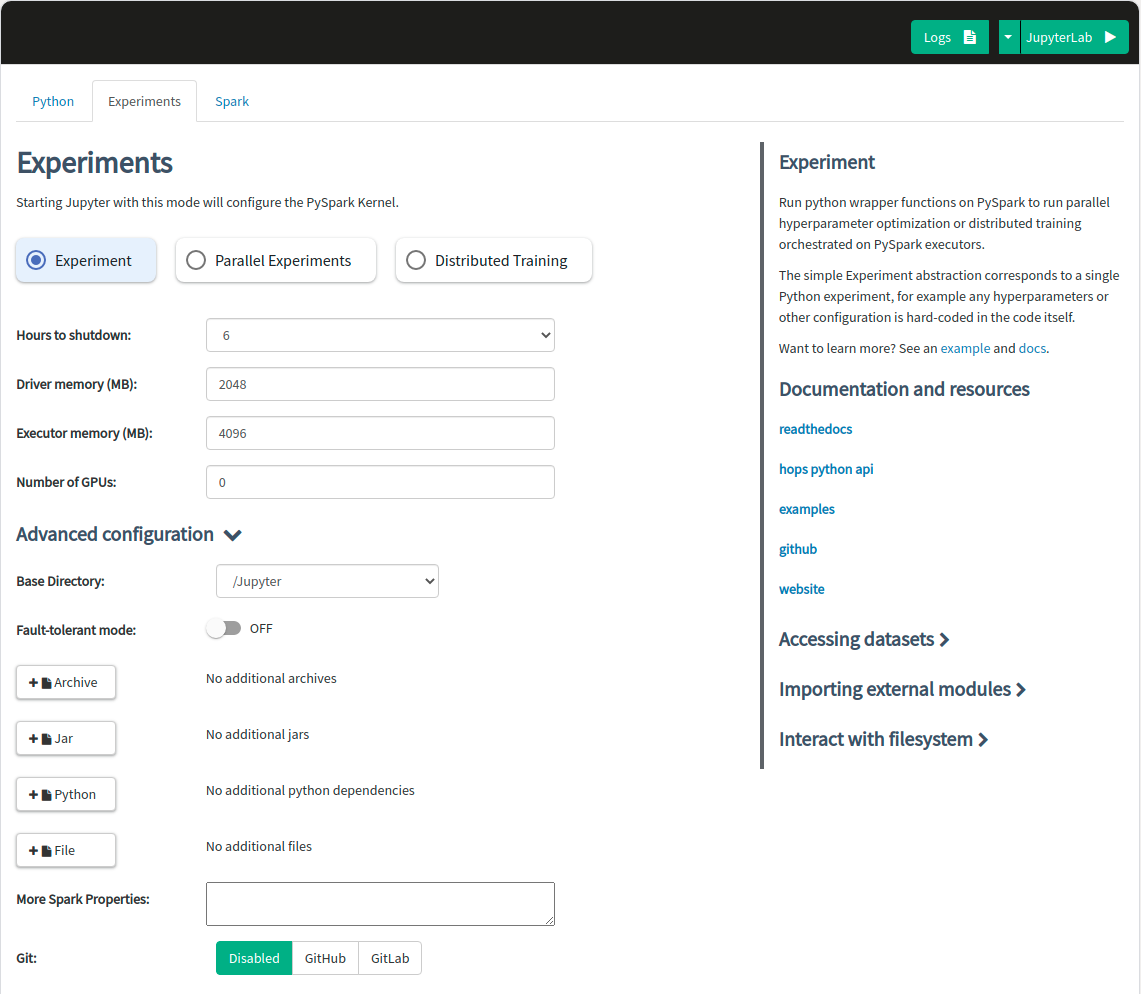 Logs
JupyterLab
Python
Experiments
Spark
Experiments
Starting Jupyter with this mode will configure the PySpark Kernel.
Experiment
Parallel Experiments
Distributed Training
Hours to shutdown:
6
Driver memory (MB):
2048
Executor memory (MB):
4096
Number of GPUs:
0
Advanced configuration
Base Directory:
/Jupyter
Fault-tolerant mode:
OFF
Archive
No additional archives
Jar
No additional jars
Python
No additional python dependencies
File
No additional files
More Spark Properties:
Git:
Disabled
GitHub
GitLab
Experiment
Run python wrapper functions on PySpark to run parallel
hyperparameter optimization or distributed training
orchestrated on PySpark executors.
The simple Experiment abstraction corresponds to a single
Python experiment, for example any hyperparameters or
other configuration is hard-coded in the code itself.
Want to learn more? See an example and docs.
Documentation and resources
readthedocs
hops python api
examples
github
website
Accessing datasets
Importing external modules
Interact with filesystem